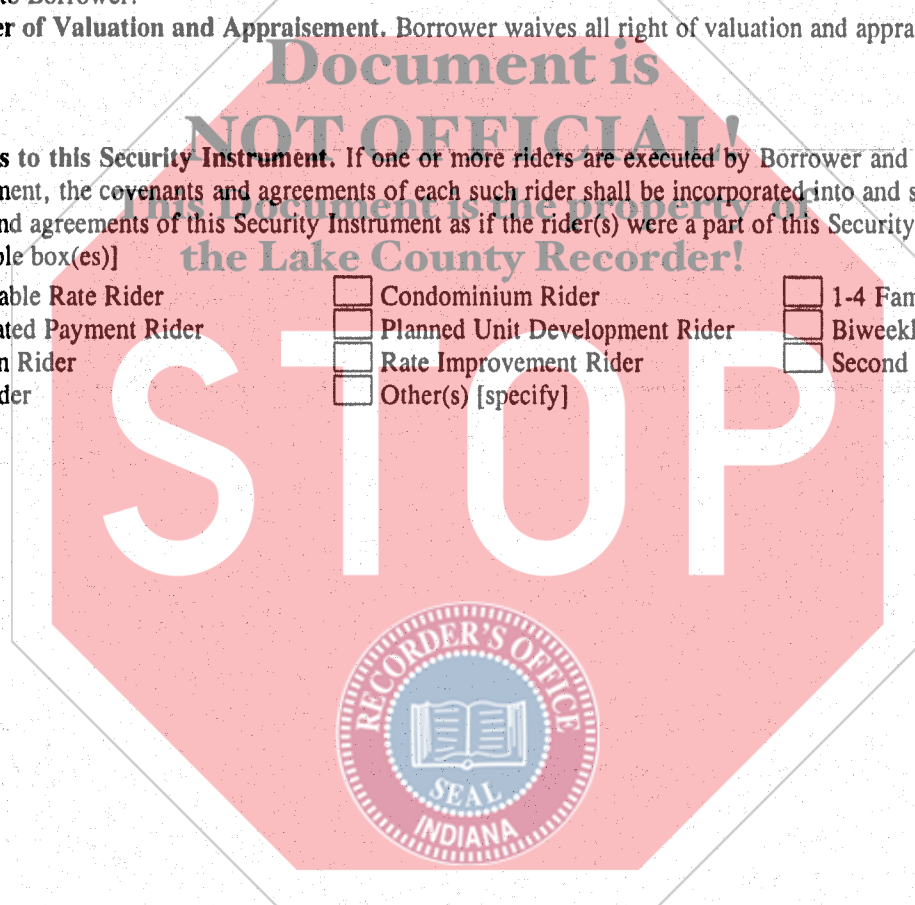 to Borrower.
er of Valuation and Appraisement. Borrower waives all right of valuation and appra
Document is
NOT OFFICIAL!
s to this Security Instrument. If one or more riders are executed by Borrower and
ment, the covenants and agreements of each such rider shall be incorporated into and s
This Document is the property of
nd agreements of this Security Instrument as if the rider(s) were a part of this Security
ble box(es)]
the Lake County Recorder!
able Rate Rider Condominium Rider 1-4 Fam
ated Payment Rider Planned Unit Development Rider Biweekl
n Rider Rate Improvement Rider Second
der Other(s) [specify]
STOP
RECORDER'S OFFICE
SEAL
INDIANA